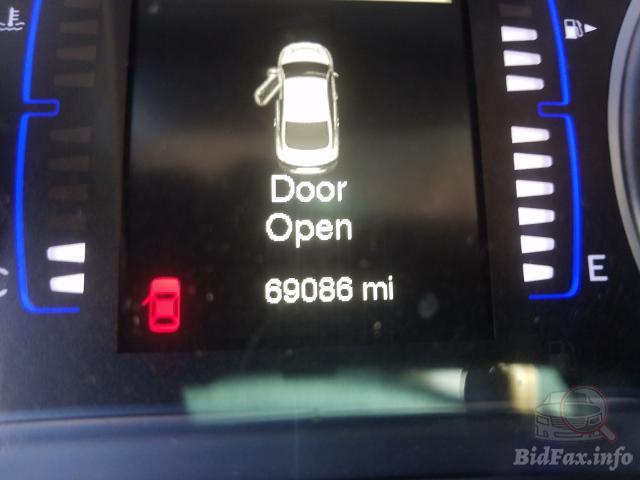 Door
Open
69086 mi
C
E
BidFax.info